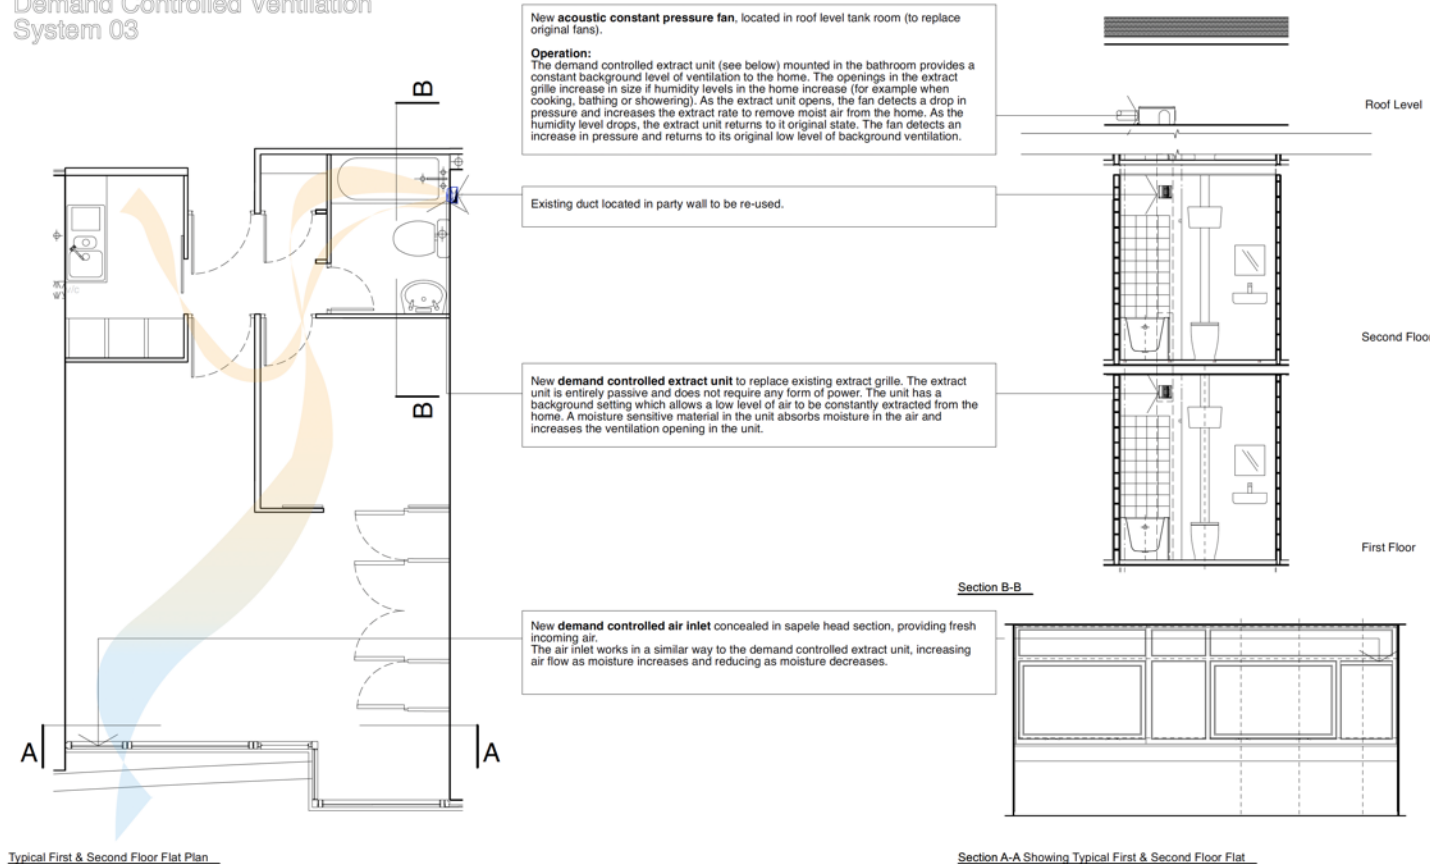 Demand Controlled Ventilation
System 03
New acoustic constant pressure fan, located in roof level tank room (to replace
original fans).
Operation:
The demand controlled extract unit (see below) mounted in the bathroom provides a
constant background level of ventilation to the home. The openings in the extract
grille increase in size if humidity levels in the home increase (for example when
cooking, bathing or showering). As the extract unit opens, the fan detects a drop in
pressure and increases the extract rate to remove moist air from the home. As the
humidity level drops, the extract unit returns to it original state. The fan detects an
increase in pressure and returns to its original low level of background ventilation.
Roof Level
B
Existing duct located in party wall to be re-used.
Second Floor
New demand controlled extract unit to replace existing extract grille. The extract
unit is entirely passive and does not require any form of power. The unit has a
background setting which allows a low level of air to be constantly extracted from the
home. A moisture sensitive material in the unit absorbs moisture in the air and
increases the ventilation opening in the unit.
B
First Floor
Section B-B
New demand controlled air inlet concealed in sapele head section, providing fresh
incoming air.
The air inlet works in a similar way to the demand controlled extract unit, increasing
air flow as moisture increases and reducing as moisture decreases.
A
A
Typical First & Second Floor Flat Plan
Section A-A Showing Typical First & Second Floor Flat